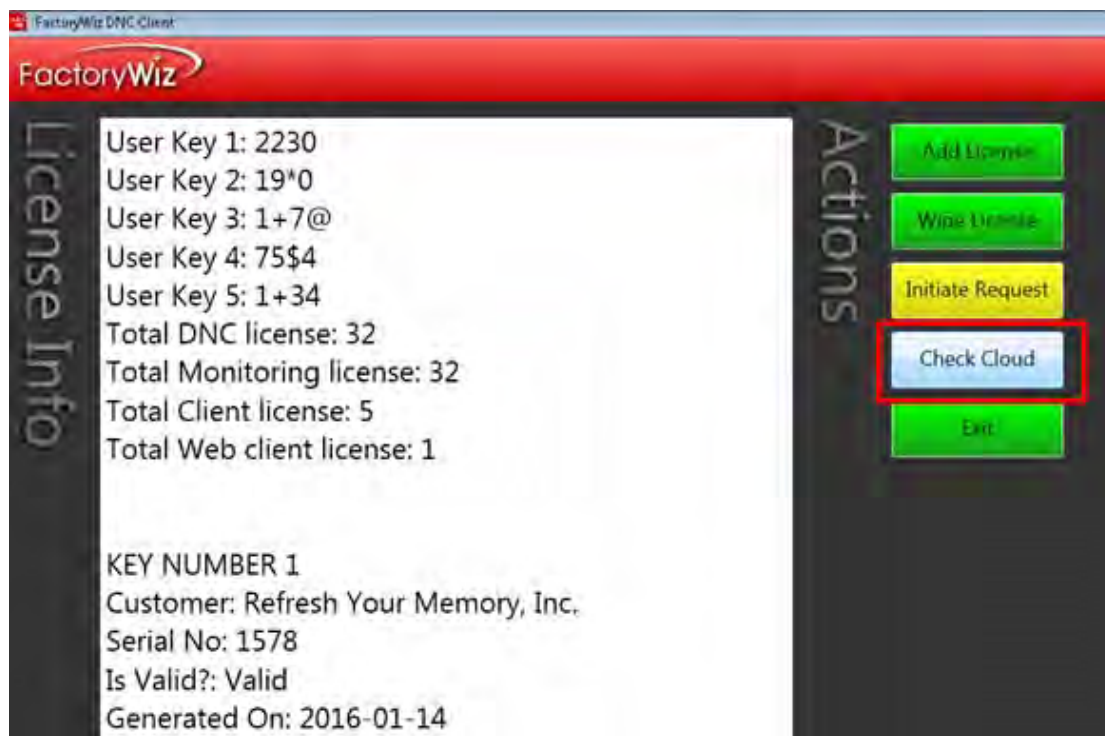 FactoryWiz DNC Client
FactoryWiz
License Info
User Key 1: 2230
User Key 2: 19*0
User Key 3: 1+7@
User Key 4: 75$4
User Key 5: 1+34
Total DNC license: 32
Total Monitoring license: 32
Total Client license: 5
Total Web client license: 1
KEY NUMBER 1
Customer: Refresh Your Memory, Inc.
Serial No: 1578
Is Valid?: Valid
Generated On: 2016-01-14
Actions
Add License
Wipe License
Initiate Request
Check Cloud
Exit